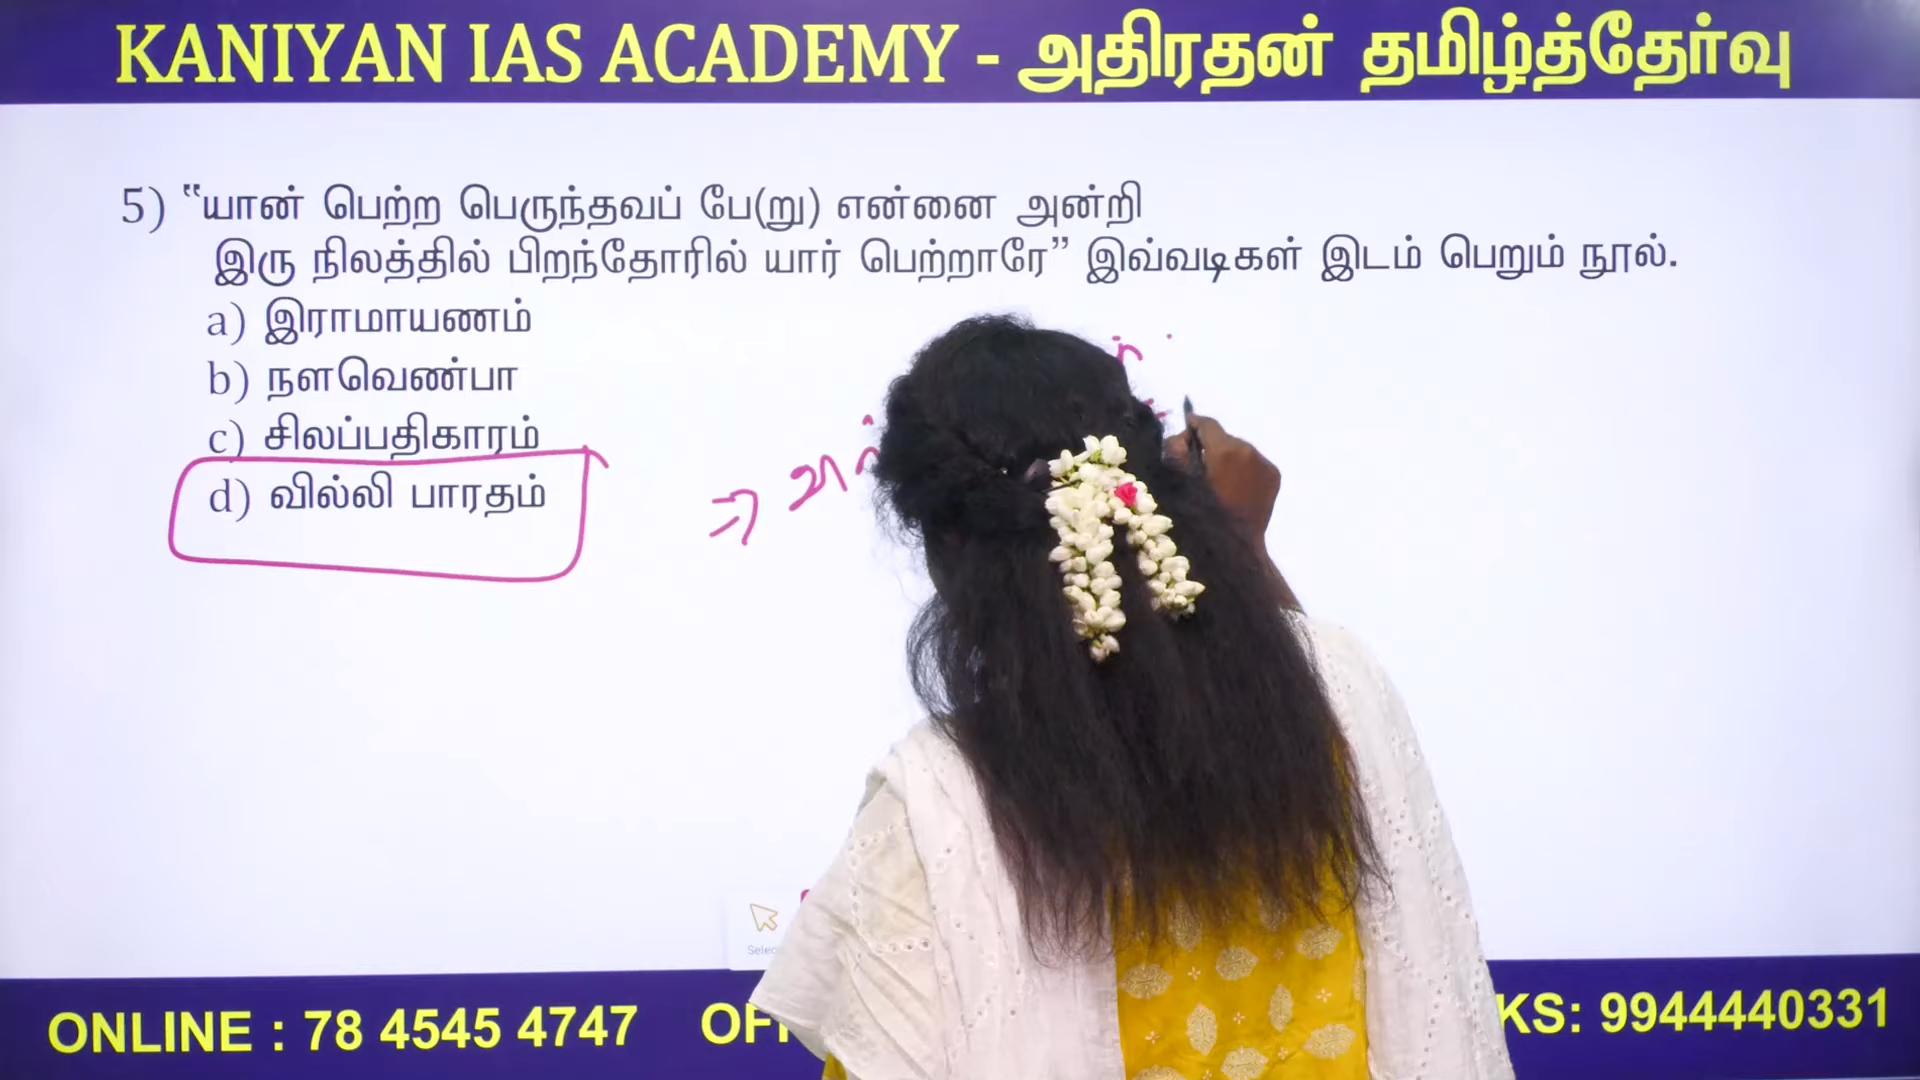 KANIYAN IAS ACADEMY - அதிரதன் தமிழ்த்தேர்வு
5) “யான் பெற்ற பெருந்தவப் பே(று) என்னை அன்றி
இரு நிலத்தில் பிறந்தோரில் யார் பெற்றாரே” இவ்வடிகள் இடம் பெறும் நூல்.
a) இராமாயணம்
b) நளவெண்பா
c) சிலப்பதிகாரம்
d) வில்லி பாரதம்
ONLINE : 78 4545 4747 KS: 9944440331